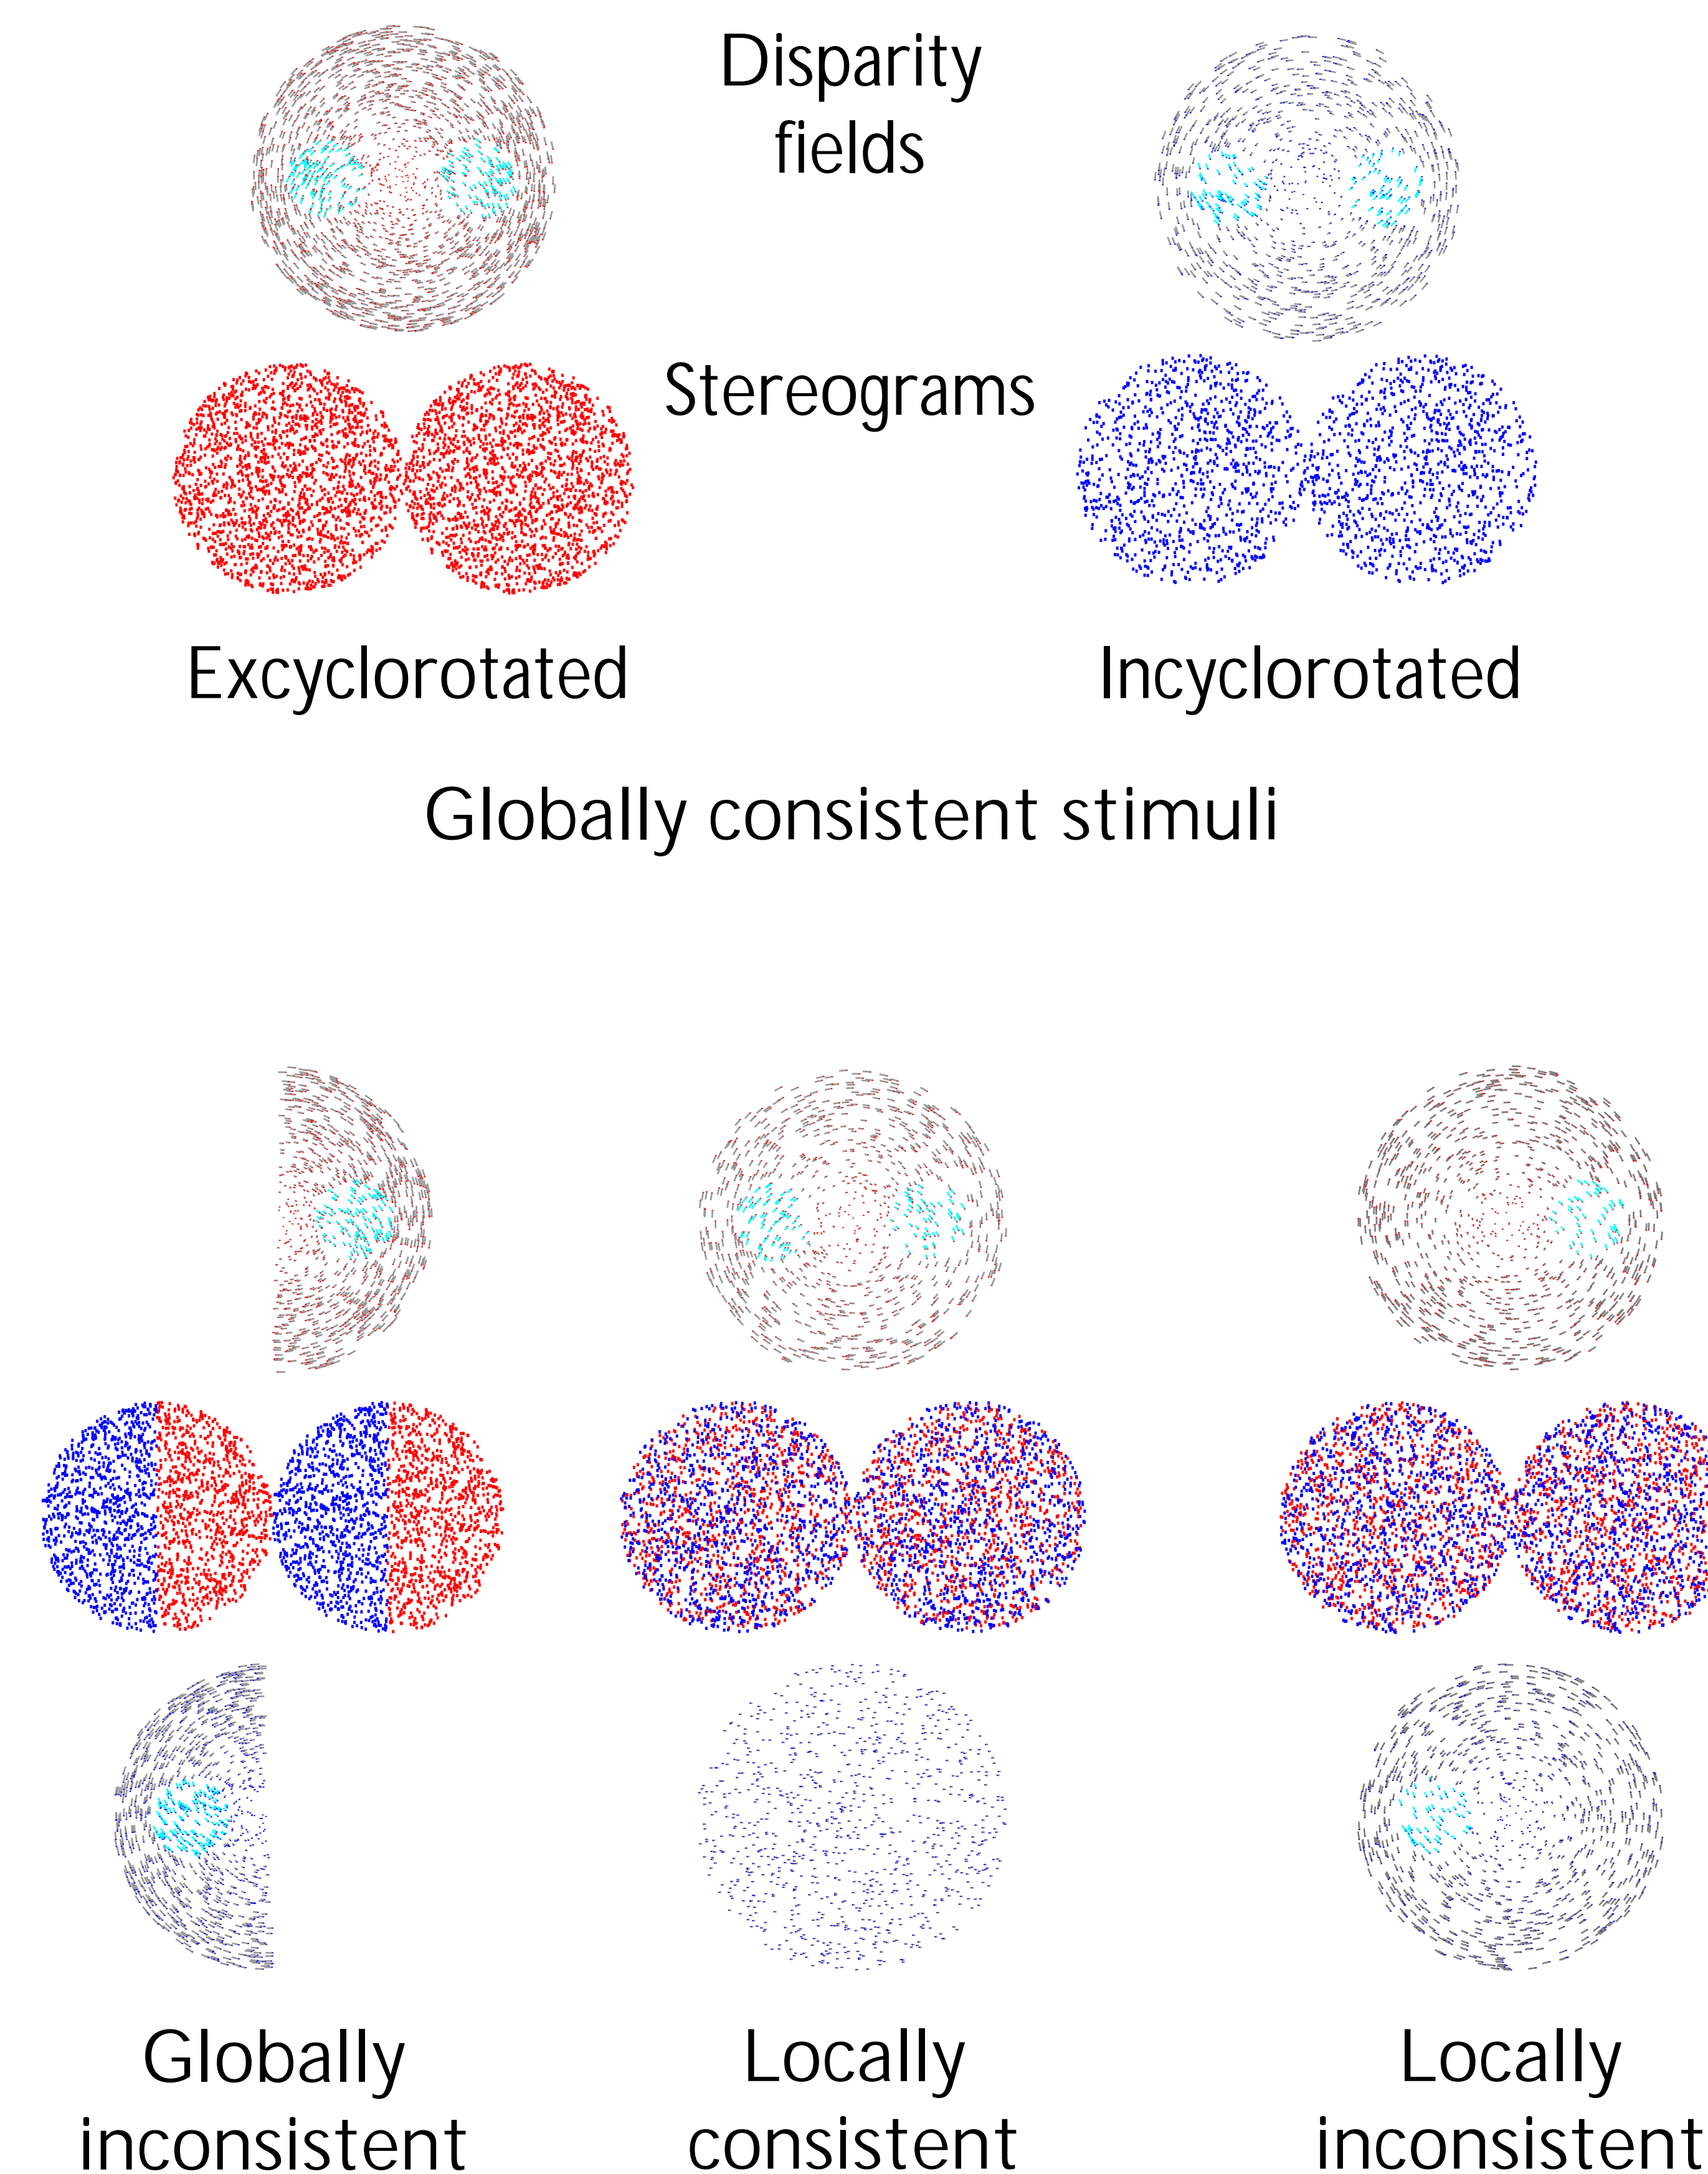 Disparity
fields
Stereograms
Excyclorotated
Incyclorotated
Globally consistent stimuli
Globally
inconsistent
Locally
consistent
Locally
inconsistent